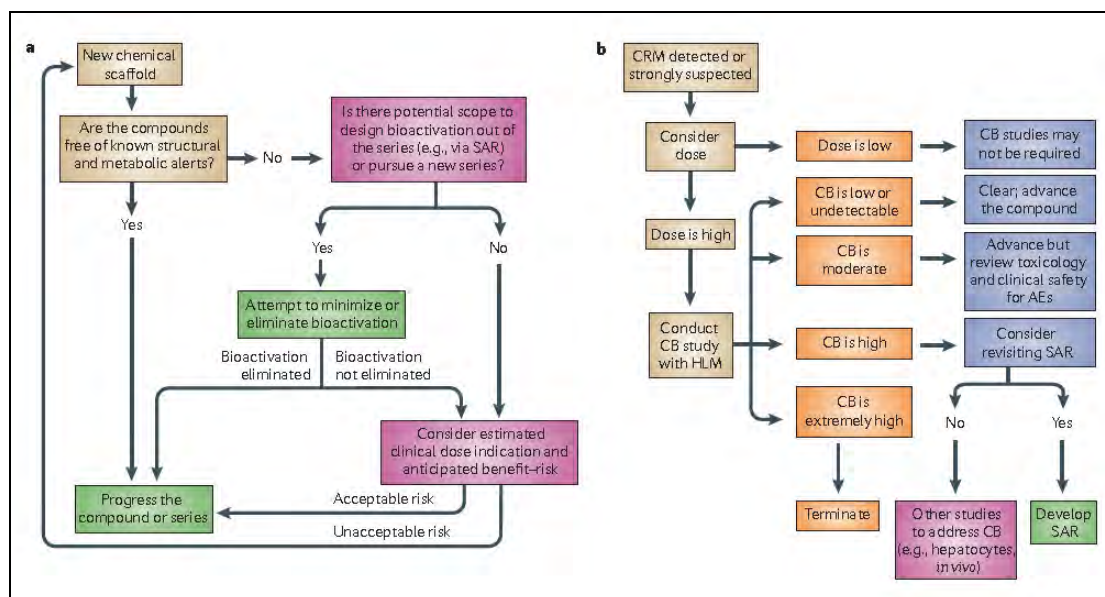 a
New chemical
scaffold
Are the compounds
free of known structural
and metabolic alerts?
No
Is there potential scope to
design bioactivation out of
the series (e.g., via SAR)
or pursue a new series?
Yes
Yes
No
Attempt to minimize or
eliminate bioactivation
Bioactivation
eliminated
Bioactivation
not eliminated
Consider estimated
clinical dose indication and
anticipated benefit–risk
Progress the
compound or series
Acceptable risk
Unacceptable risk
b
CRM detected or
strongly suspected
Consider
dose
Dose is low
CB studies may
not be required
Dose is high
CB is low or
undetectable
Clear; advance
the compound
CB is
moderate
Advance but
review toxicology
and clinical safety
for AEs
Conduct
CB study
with HLM
CB is high
Consider
revisiting SAR
CB is
extremely high
No
Yes
Terminate
Other studies
to address CB
(e.g., hepatocytes,
in vivo)
Develop
SAR